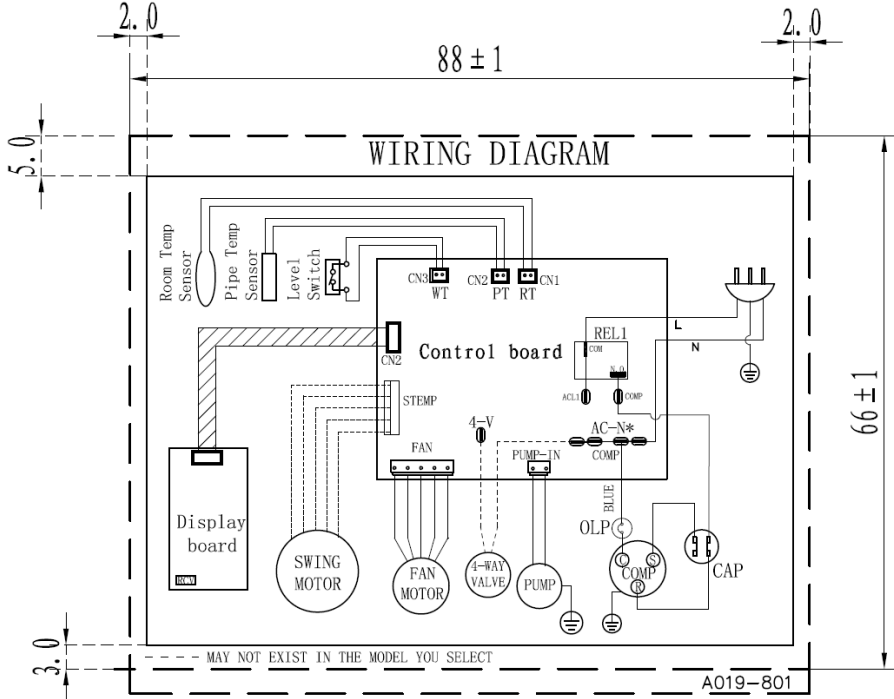 2.0
2.0
88±1
5.0
WIRING DIAGRAM
Room Temp
Sensor
Pipe Temp
Sensor
Level
Switch
CN3
CN2
CN1
WT
PT
RT
L
N
REL1
COM
N.O
Control board
CN2
ACL1
COMP
STEMP
4-V
AC-N*
66±1
FAN
PUMP-IN
COMP
BLUE
OLP
Display
board
RCV
SWING
MOTOR
FAN
MOTOR
4-WAY
VALVE
PUMP
C
S
COMP
R
CAP
3.0
MAY NOT EXIST IN THE MODEL YOU SELECT
A019-801